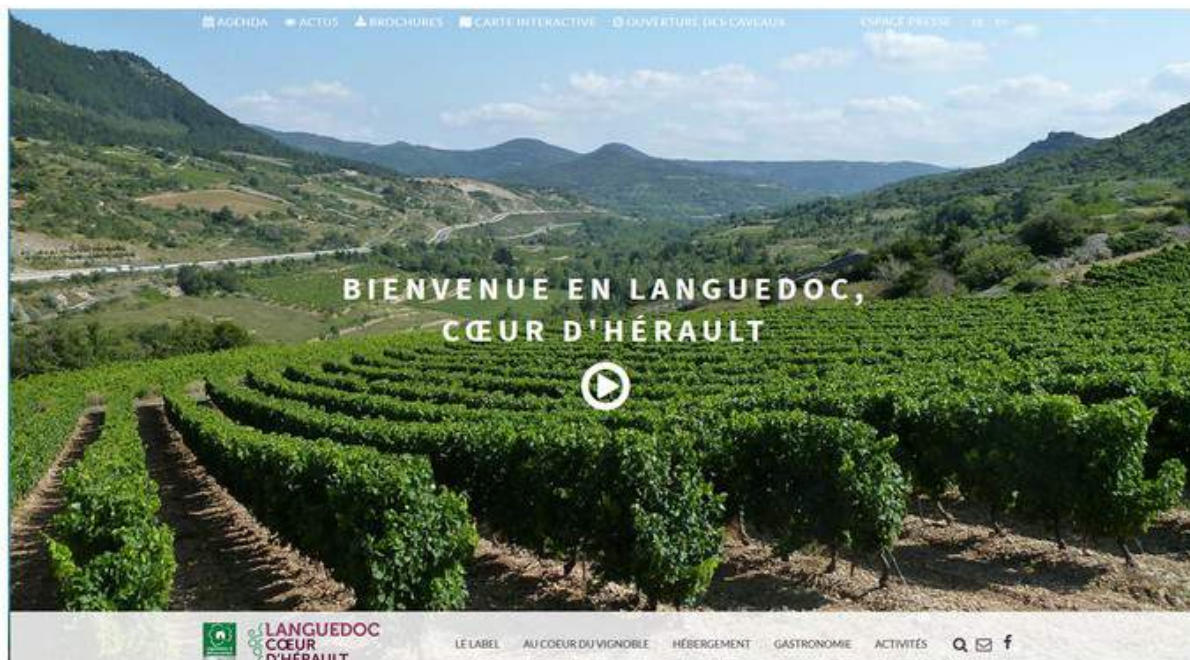 AGENDA ACTUS BROCHURES CARTE INTERACTIVE OUVERTURE DES CAVEAUX ESPACE PRESSE
BIENVENUE EN LANGUEDOC,
CŒUR D'HÉRAULT
LANGUEDOC
CŒUR
D'HÉRAULT
LE LABEL AU COEUR DU VIGNOBLE HÉBERGEMENT GASTRONOMIE ACTIVITÉS